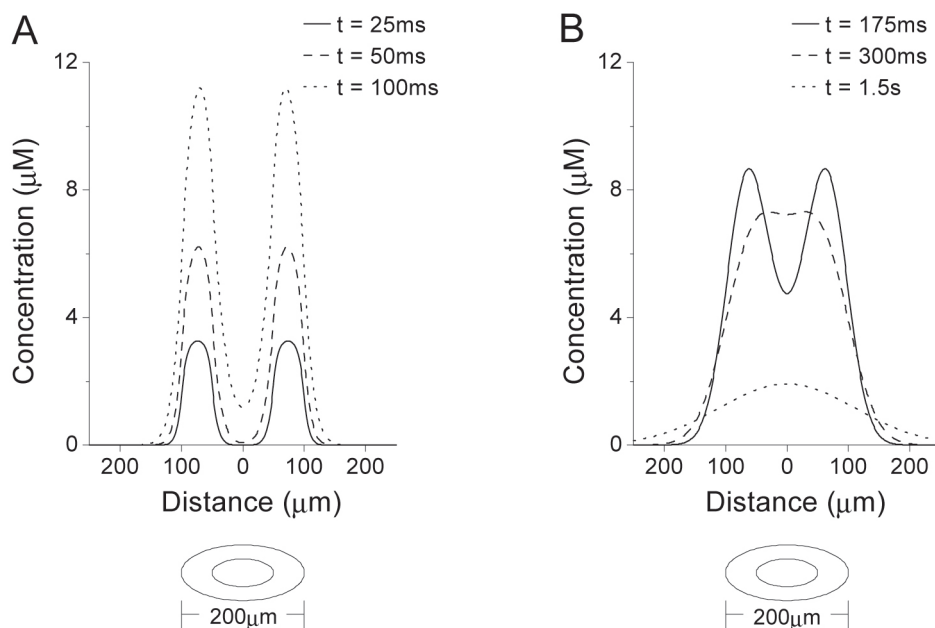 A
t = 25ms
t = 50ms
t = 100ms
12
8
4
0
Concentration (μM)
200 100 0 100 200
Distance (μm)
200μm
B
t = 175ms
t = 300ms
t = 1.5s
12
8
4
0
Concentration (μM)
200 100 0 100 200
Distance (μm)
200μm